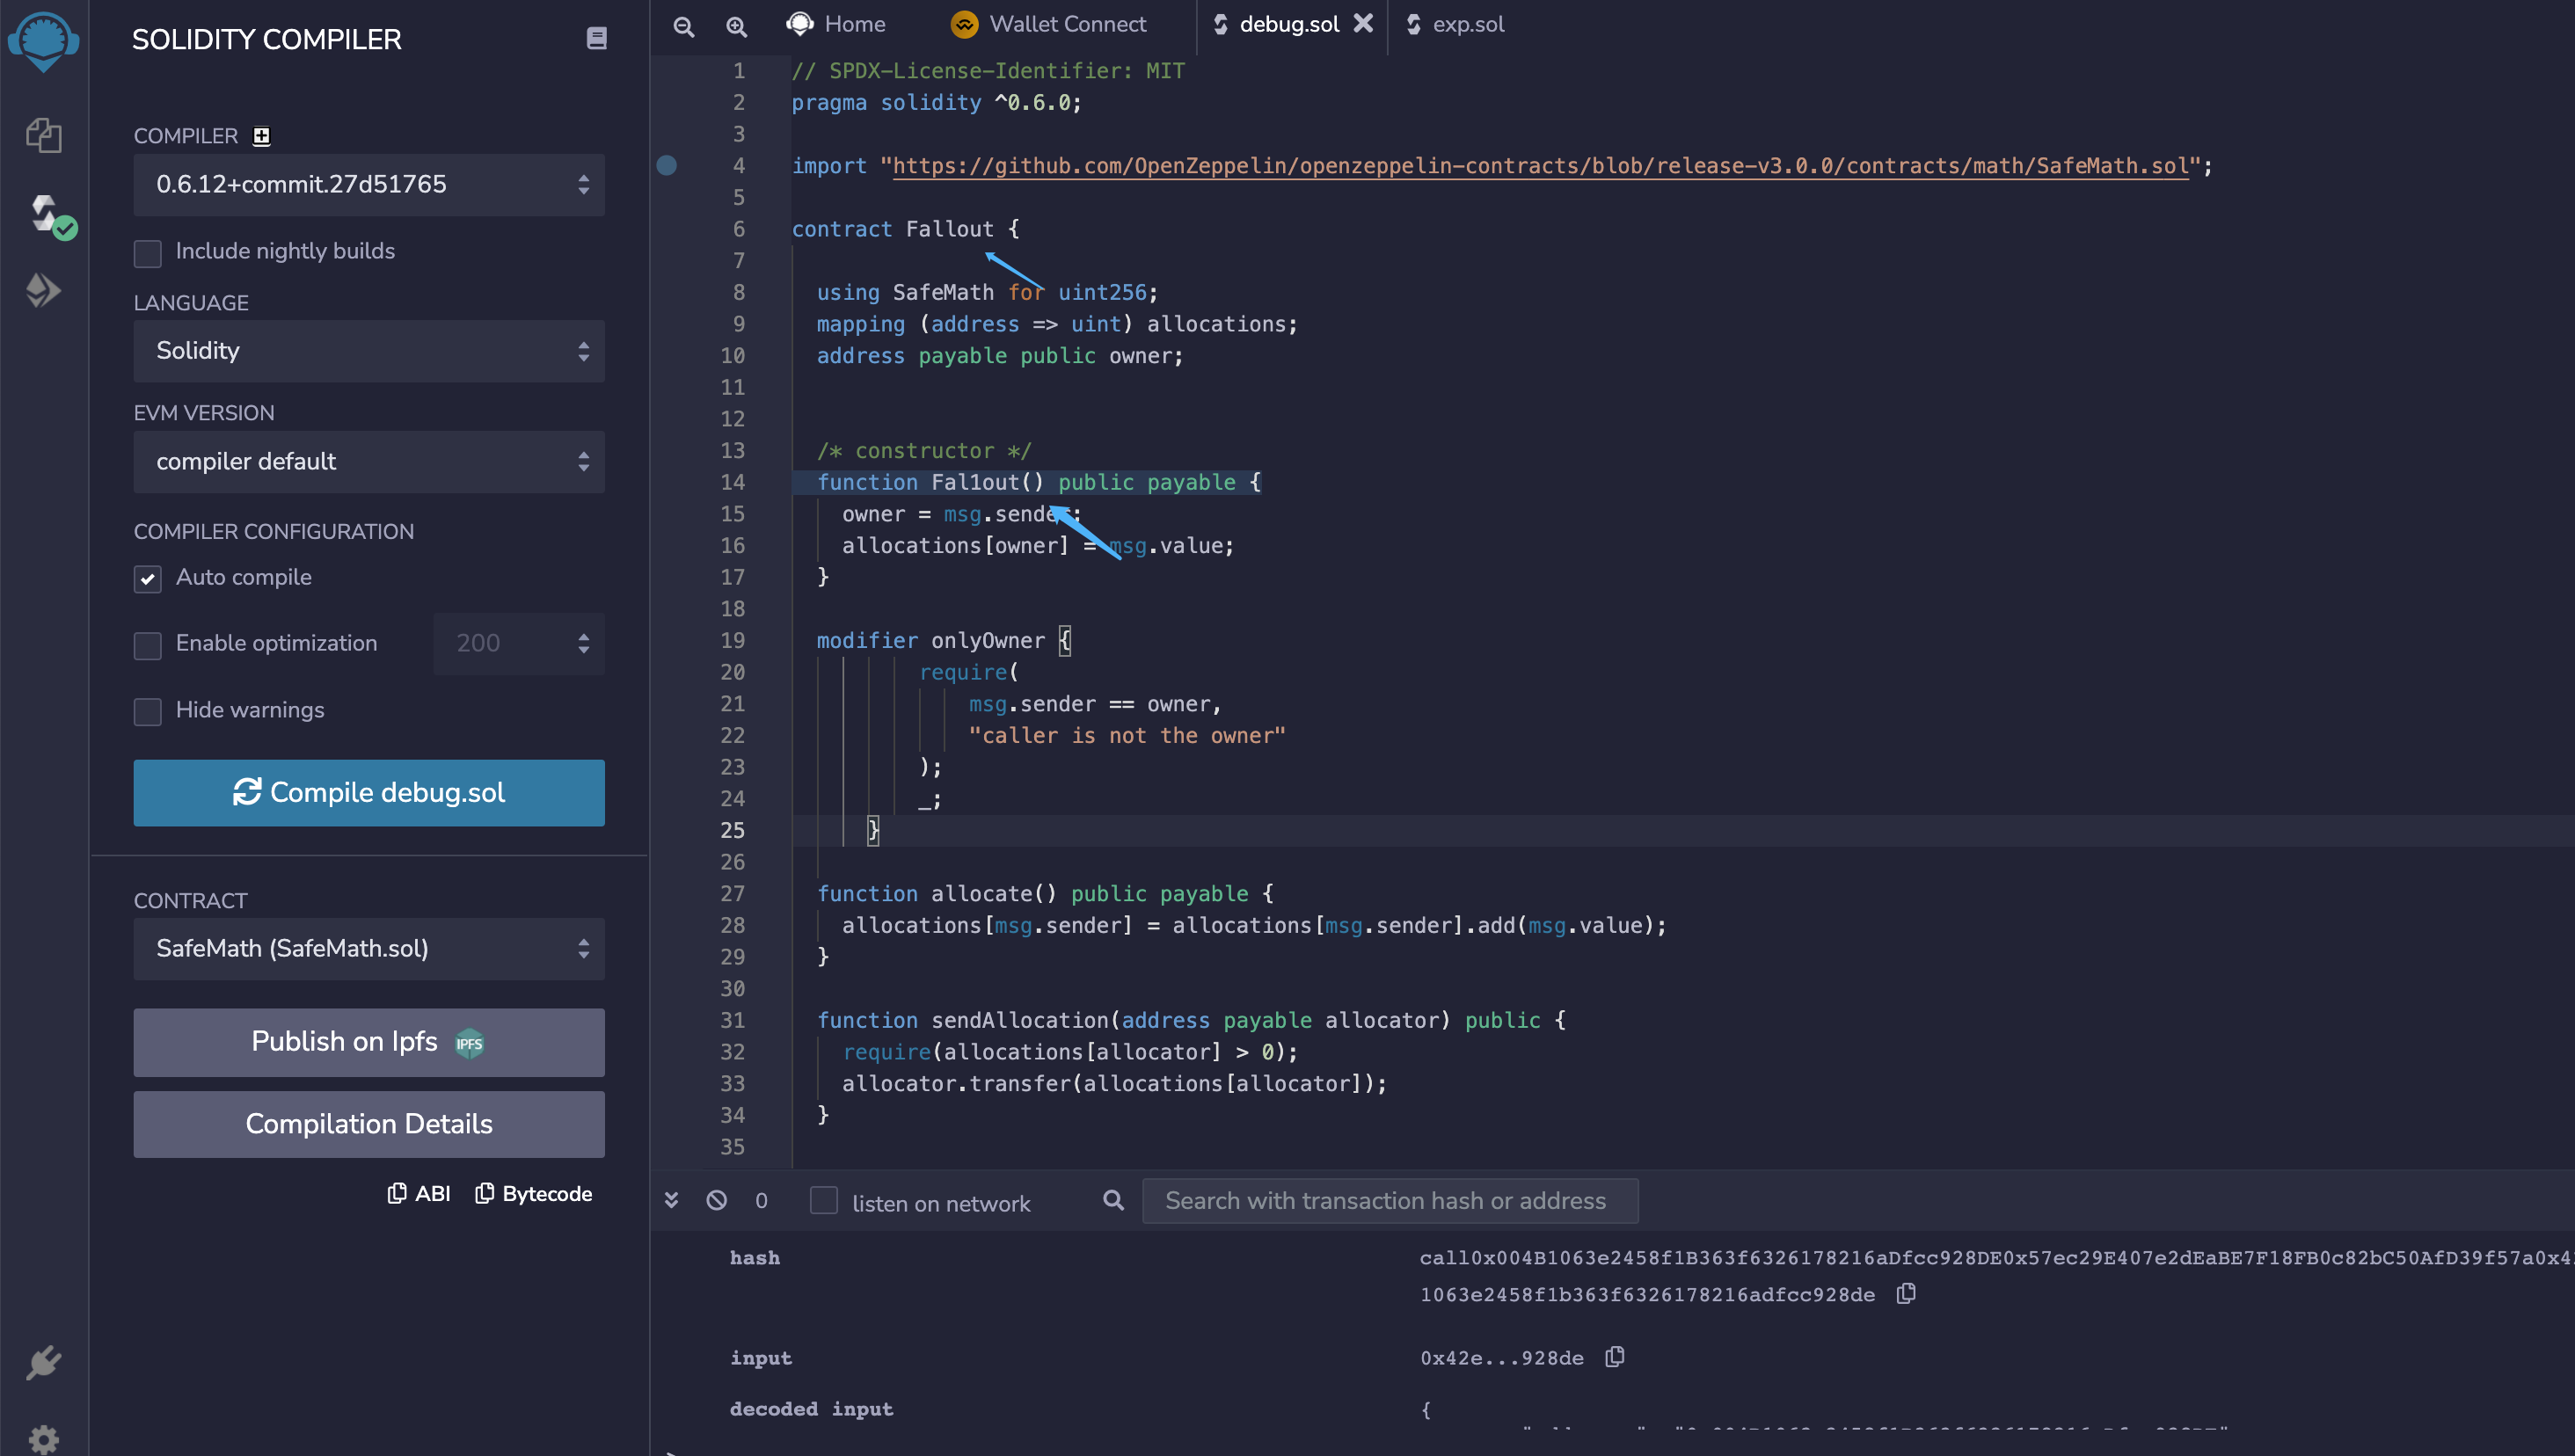 SOLIDITY COMPILER
COMPILER
0.6.12+commit.27d51765
Include nightly builds
LANGUAGE
Solidity
EVM VERSION
compiler default
COMPILER CONFIGURATION
Auto compile
Enable optimization
200
Hide warnings
Compile debug.sol
CONTRACT
SafeMath (SafeMath.sol)
Publish on Ipfs IPFS
Compilation Details
ABI Bytecode
Home Wallet Connect debug.sol exp.sol
1 // SPDX-License-Identifier: MIT
2 pragma solidity ^0.6.0;
3
4 import "https://github.com/OpenZeppelin/openzeppelin-contracts/blob/release-v3.0.0/contracts/math/SafeMath.sol";
5
6 contract Fallout {
7
8 using SafeMath for uint256;
9 mapping (address => uint) allocations;
10 address payable public owner;
11
12
13 /* constructor */
14 function Fal1out() public payable {
15 owner = msg.sender;
16 allocations[owner] = msg.value;
17 }
18
19 modifier onlyOwner {
20 require(
21 msg.sender == owner,
22 "caller is not the owner"
23 );
24 _;
25 }
26
27 function allocate() public payable {
28 allocations[msg.sender] = allocations[msg.sender].add(msg.value);
29 }
30
31 function sendAllocation(address payable allocator) public {
32 require(allocations[allocator] > 0);
33 allocator.transfer(allocations[allocator]);
34 }
35
0 listen on network Search with transaction hash or address
hash call0x004B1063e2458f1B363f6326178216aDfcc928DE0x57ec29E407e2dEaBE7F18FB0c82bC50AfD39f57a0x4
1063e2458f1b363f6326178216adfcc928de
input 0x42e...928de
decoded input {